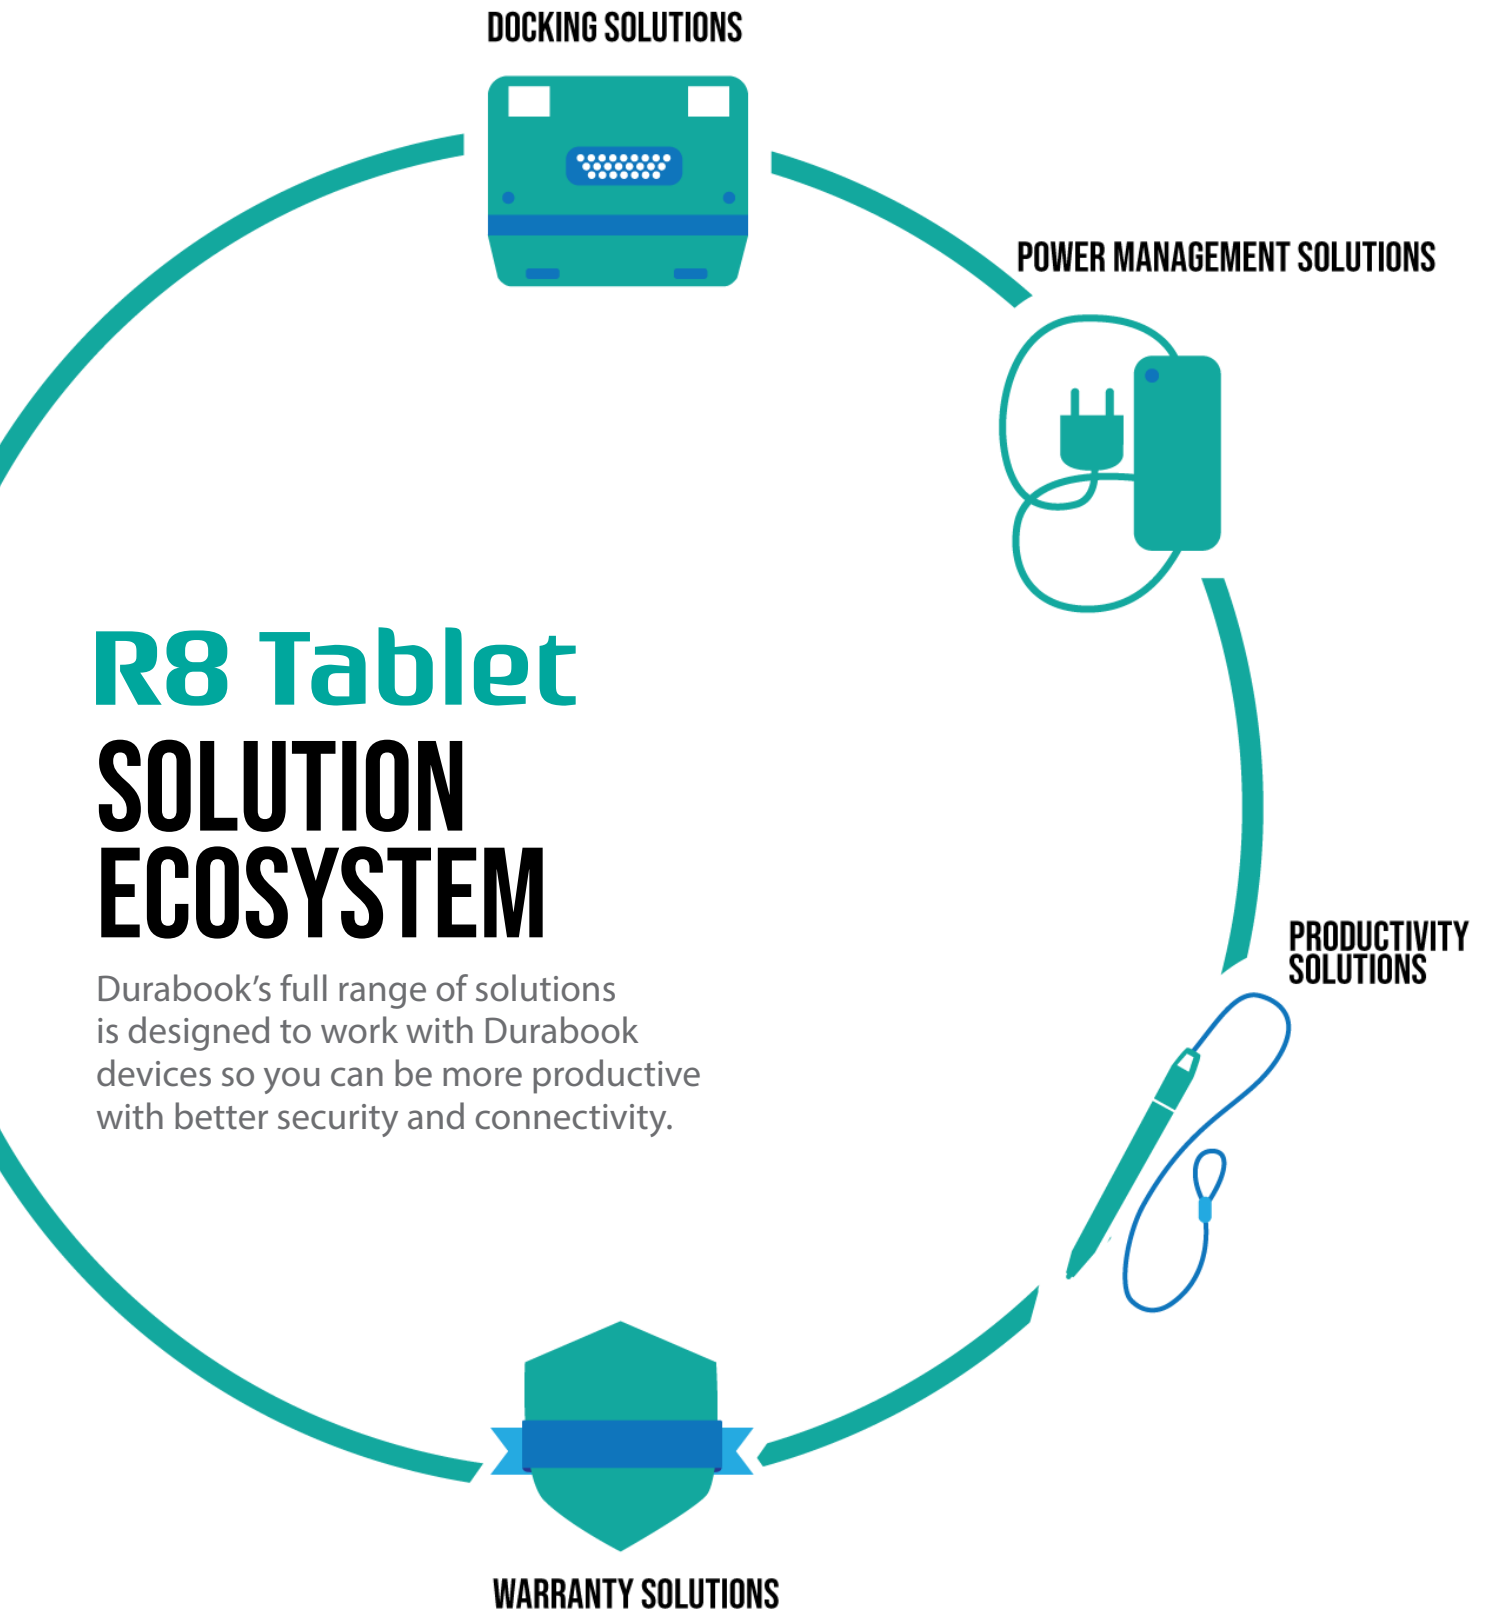 DOCKING SOLUTIONS
POWER MANAGEMENT SOLUTIONS
R8 Tablet
SOLUTION
ECOSYSTEM
Durabook’s full range of solutions
is designed to work with Durabook
devices so you can be more productive
with better security and connectivity.
PRODUCTIVITY
SOLUTIONS
WARRANTY SOLUTIONS